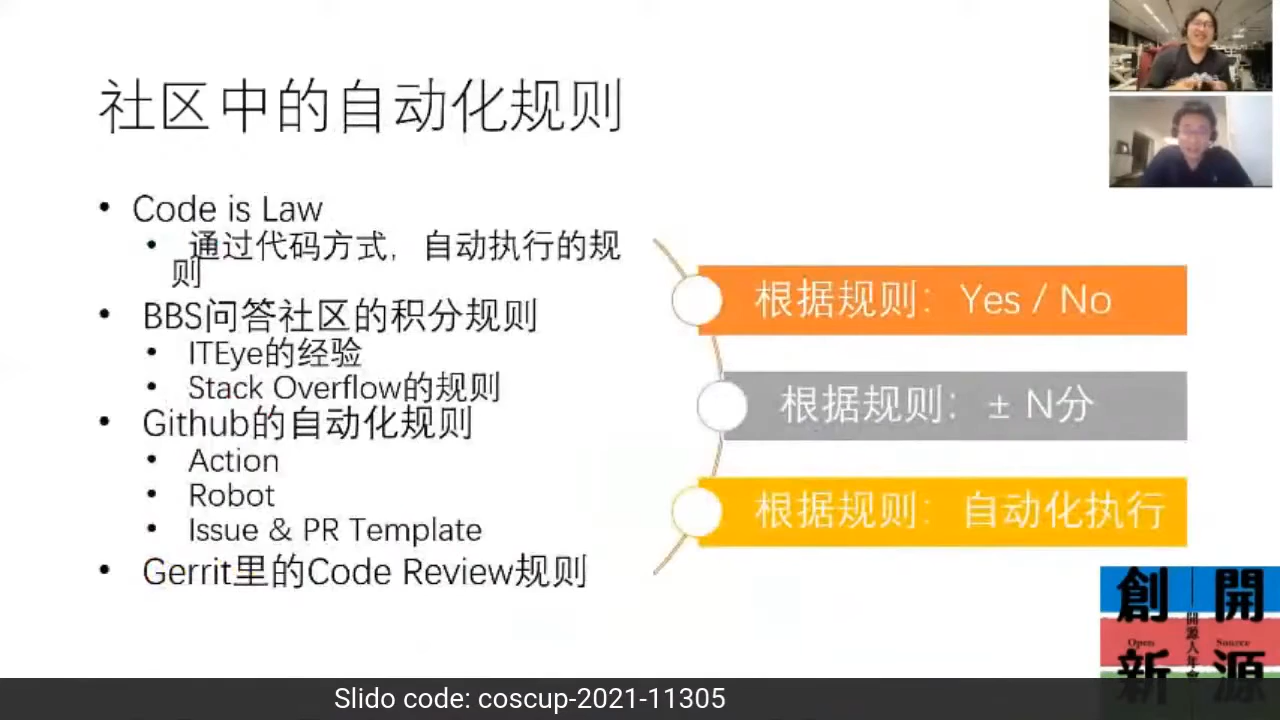 社区中的自动化规则
• Code is Law
• 通过代码方式，自动执行的规
则
• BBS问答社区的积分规则
• ITEye的经验
• Stack Overflow的规则
• Github的自动化规则
• Action
• Robot
• Issue & PR Template
• Gerrit里的Code Review规则
根据规则：Yes / No
根据规则：± N分
根据规则：自动化执行
開源
創新
開源人年會
Open Source
Slido code: coscup-2021-11305